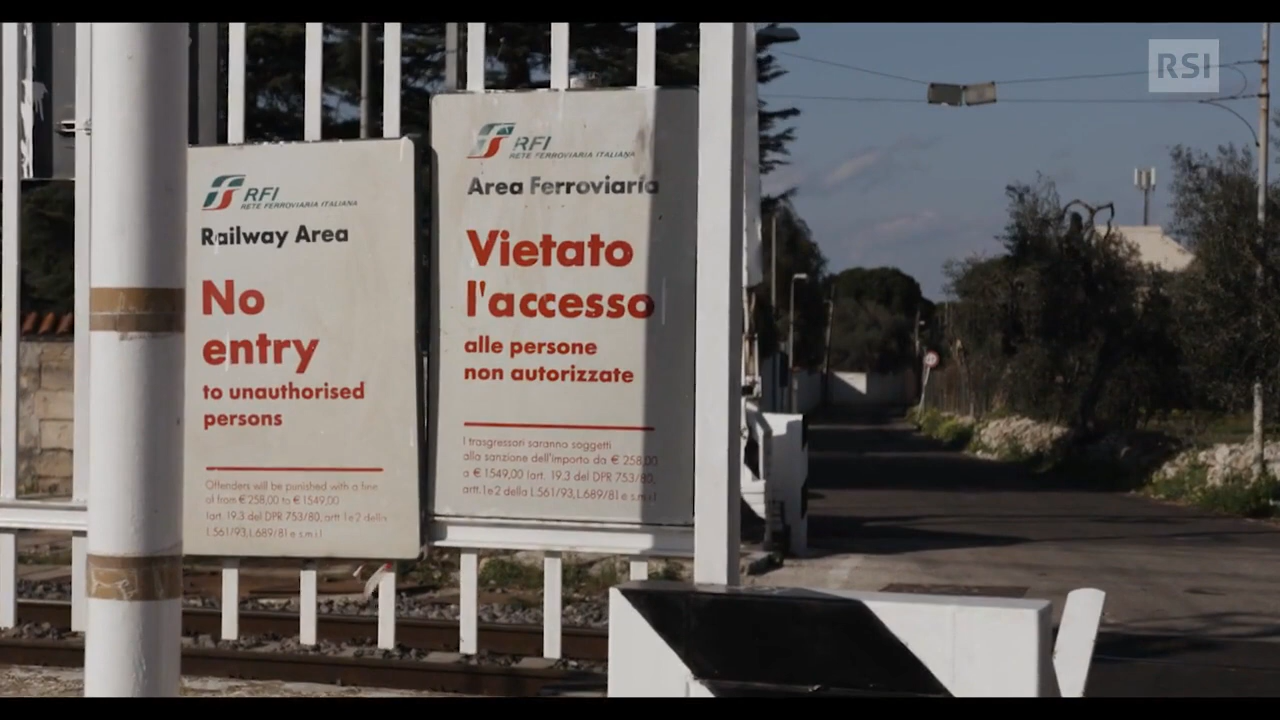 RSI
RFI
RETE FERROVIARIA ITALIANA
Railway Area
No
entry
to unauthorised
persons
Offenders will be punished with a fine
of from € 258,00 to € 1549,00
(art. 19.3 del DPR 753/80, artt 1 e 2 della
L.561/93, L.689/81 e s.m.i.)
RFI
RETE FERROVIARIA ITALIANA
Area Ferroviaria
Vietato
l'accesso
alle persone
non autorizzate
I trasgressori saranno soggetti
alla sanzione dell'importo da € 258,00
a € 1.549,00 (art. 19.3 del DPR 753/80,
artt. 1 e 2 della L.561/93, L.689/81 e s.m.i.)